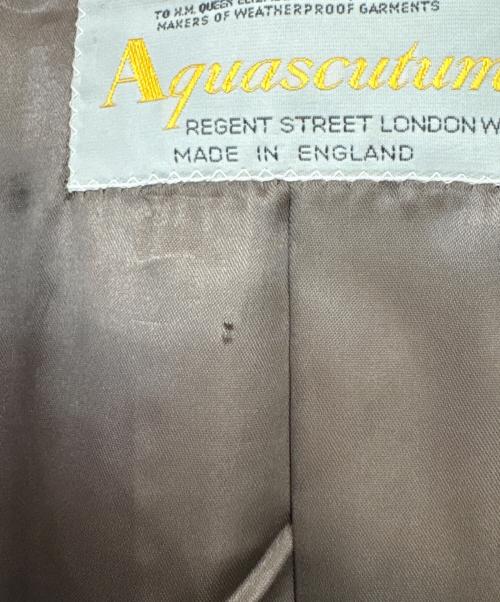 TO H.M. QUEEN
MAKERS OF WEATHERPROOF GARMENTS
Aquascutum
REGENT STREET LONDON W
MADE IN ENGLAND